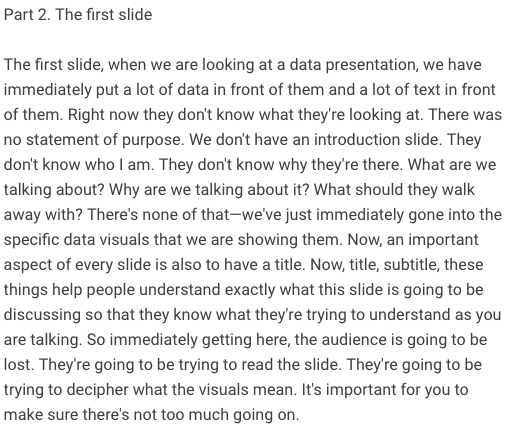 Part 2. The first slide
The first slide, when we are looking at a data presentation, we have
immediately put a lot of data in front of them and a lot of text in front
of them. Right now they don't know what they're looking at. There was
no statement of purpose. We don't have an introduction slide. They
don't know who I am. They don't know why they're there. What are we
talking about? Why are we talking about it? What should they walk
away with? There's none of that—we've just immediately gone into the
specific data visuals that we are showing them. Now, an important
aspect of every slide is also to have a title. Now, title, subtitle, these
things help people understand exactly what this slide is going to be
discussing so that they know what they're trying to understand as you
are talking. So immediately getting here, the audience is going to be
lost. They're going to be trying to read the slide. They're going to be
trying to decipher what the visuals mean. It's important for you to
make sure there's not too much going on.